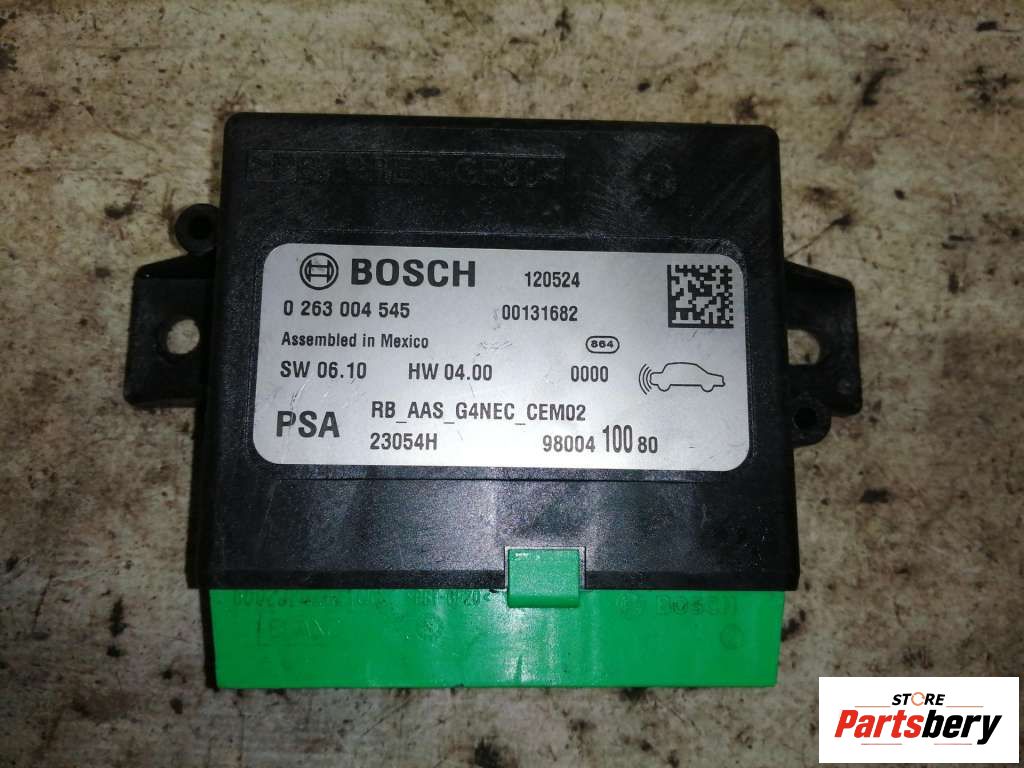 BOSCH 120524
0 263 004 545 00131682
Assembled in Mexico 864
SW 06.10 HW 04.00 0000
PSA RB_AAS_G4NEC_CEM02
23054H 98004 100 80
BOSCH
STORE
Partsbery